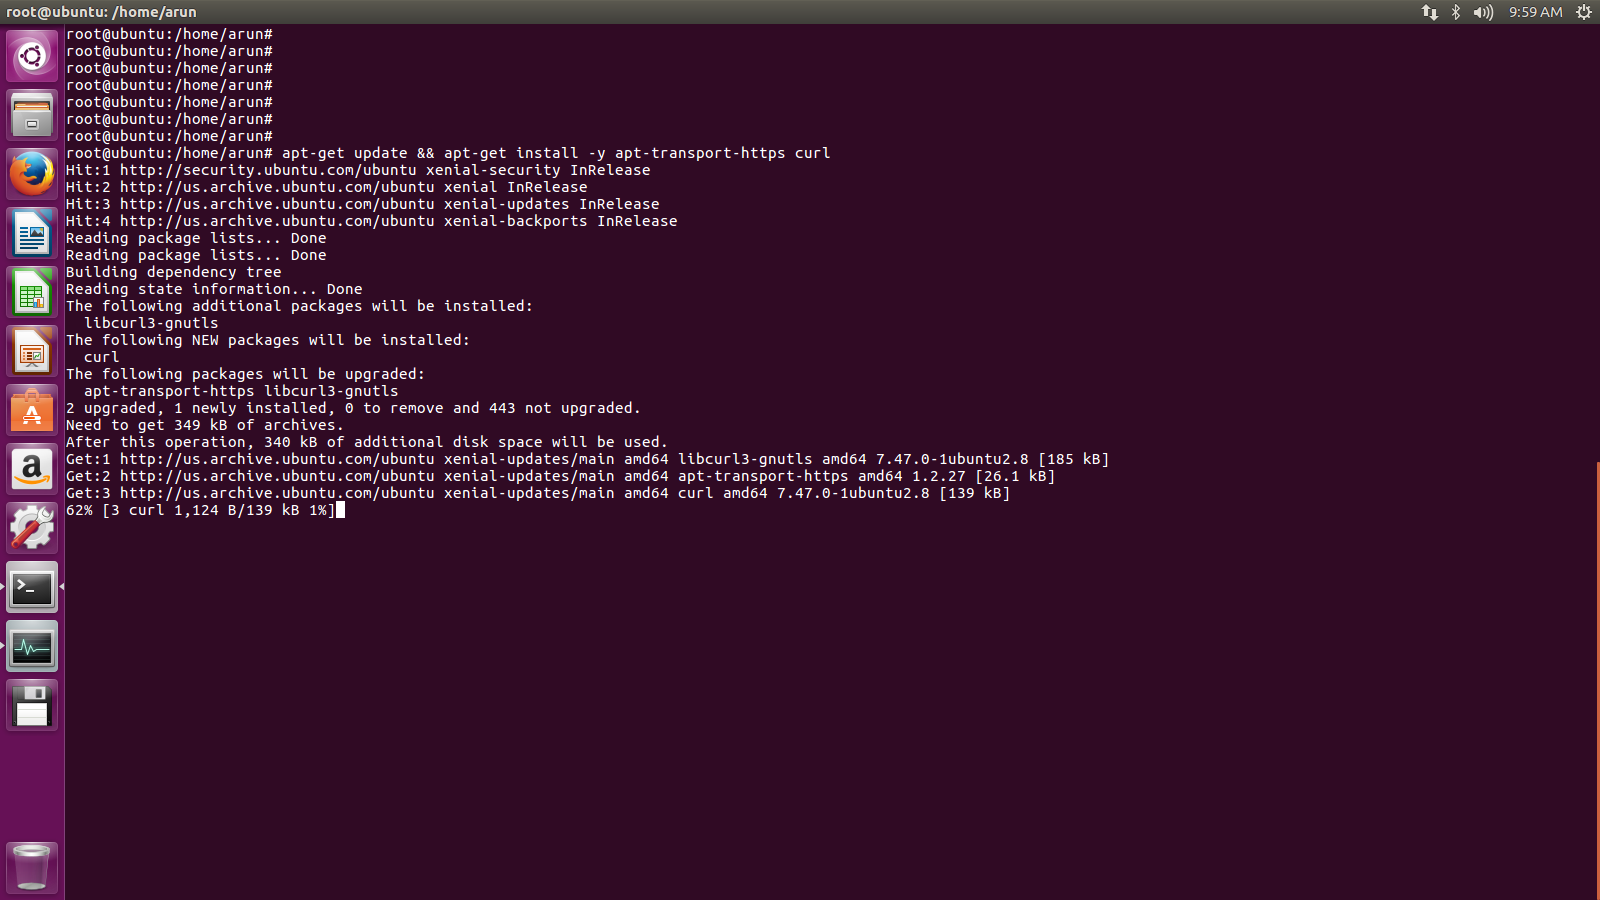 root@ubuntu: /home/arun
9:59 AM
root@ubuntu:/home/arun#
root@ubuntu:/home/arun#
root@ubuntu:/home/arun#
root@ubuntu:/home/arun#
root@ubuntu:/home/arun#
root@ubuntu:/home/arun#
root@ubuntu:/home/arun#
root@ubuntu:/home/arun# apt-get update && apt-get install -y apt-transport-https curl
Hit:1 http://security.ubuntu.com/ubuntu xenial-security InRelease
Hit:2 http://us.archive.ubuntu.com/ubuntu xenial InRelease
Hit:3 http://us.archive.ubuntu.com/ubuntu xenial-updates InRelease
Hit:4 http://us.archive.ubuntu.com/ubuntu xenial-backports InRelease
Reading package lists... Done
Reading package lists... Done
Building dependency tree
Reading state information... Done
The following additional packages will be installed:
  libcurl3-gnutls
The following NEW packages will be installed:
  curl
The following packages will be upgraded:
  apt-transport-https libcurl3-gnutls
2 upgraded, 1 newly installed, 0 to remove and 443 not upgraded.
Need to get 349 kB of archives.
After this operation, 340 kB of additional disk space will be used.
Get:1 http://us.archive.ubuntu.com/ubuntu xenial-updates/main amd64 libcurl3-gnutls amd64 7.47.0-1ubuntu2.8 [185 kB]
Get:2 http://us.archive.ubuntu.com/ubuntu xenial-updates/main amd64 apt-transport-https amd64 1.2.27 [26.1 kB]
Get:3 http://us.archive.ubuntu.com/ubuntu xenial-updates/main amd64 curl amd64 7.47.0-1ubuntu2.8 [139 kB]
62% [3 curl 1,124 B/139 kB 1%]